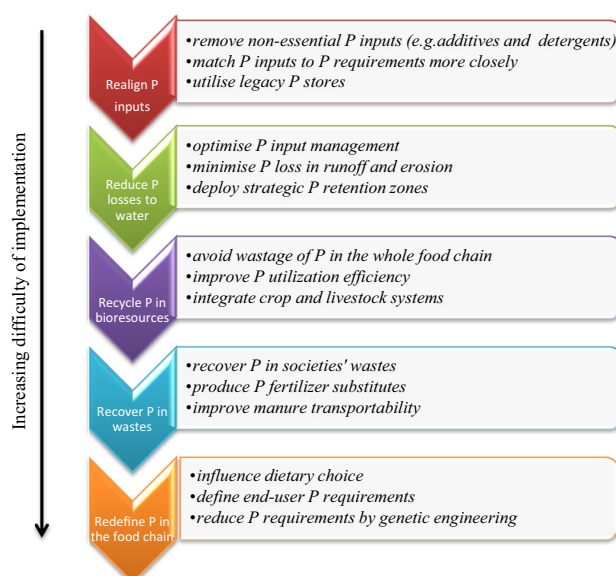 Increasing difficulty of implementation
Realign P
inputs
•remove non-essential P inputs (e.g.additives and detergents)
•match P inputs to P requirements more closely
•utilise legacy P stores
Reduce P
losses to
water
•optimise P input management
•minimise P loss in runoff and erosion
•deploy strategic P retention zones
Recycle P in
bioresources
•avoid wastage of P in the whole food chain
•improve P utilization efficiency
•integrate crop and livestock systems
Recover P in
wastes
•recover P in societies' wastes
•produce P fertilizer substitutes
•improve manure transportability
Redefine P in
the food chain
•influence dietary choice
•define end-user P requirements
•reduce P requirements by genetic engineering